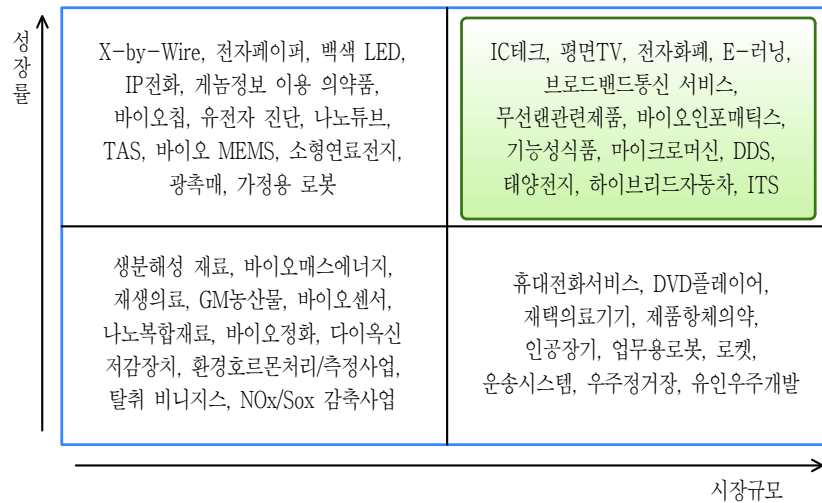 성장률
X-by-Wire, 전자페이퍼, 백색 LED,
IP전화, 게놈정보 이용 의약품,
바이오칩, 유전자 진단, 나노튜브,
TAS, 바이오 MEMS, 소형연료전지,
광촉매, 가정용 로봇
IC테크, 평면TV, 전자화폐, E-러닝,
브로드밴드통신 서비스,
무선랜관련제품, 바이오인포매틱스,
기능성식품, 마이크로머신, DDS,
태양전지, 하이브리드자동차, ITS
생분해성 재료, 바이오매스에너지,
재생의료, GM농산물, 바이오센서,
나노복합재료, 바이오정화, 다이옥신
저감장치, 환경호르몬처리/측정사업,
탈취 비니지스, NOx/Sox 감축사업
휴대전화서비스, DVD플레이어,
재택의료기기, 제품항체의약,
인공장기, 업무용로봇, 로켓,
운송시스템, 우주정거장, 유인우주개발
시장규모